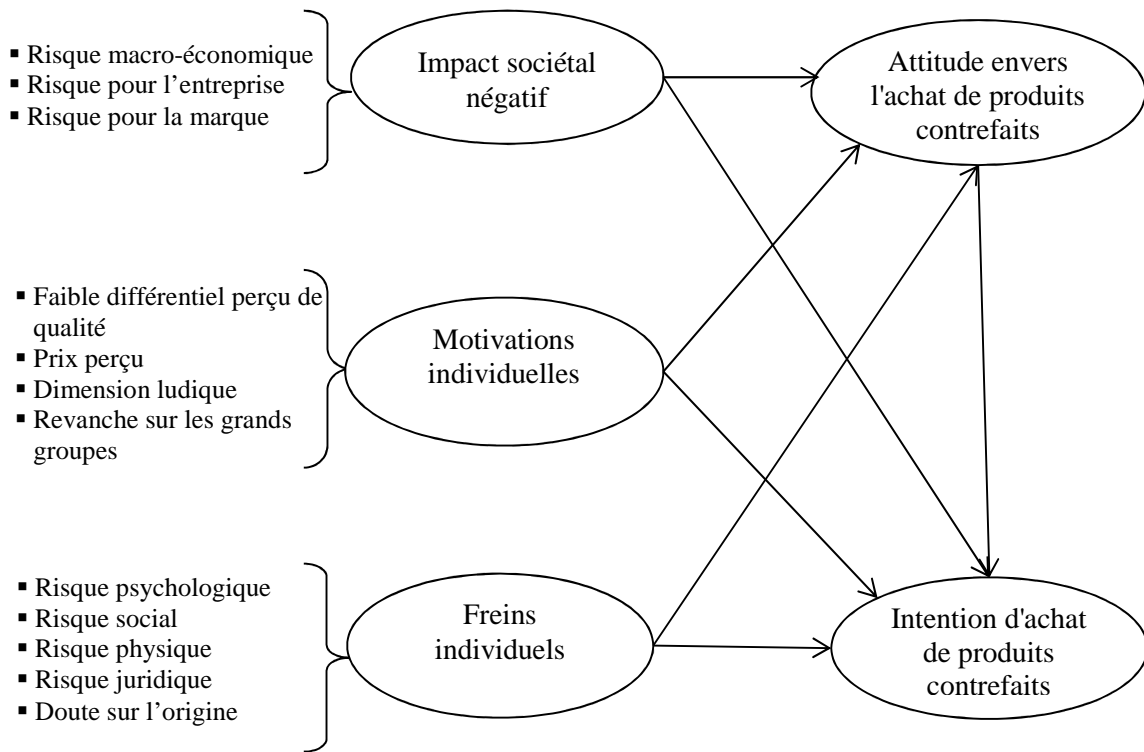 ▪ Risque macro-économique
▪ Risque pour l’entreprise
▪ Risque pour la marque
Impact sociétal
négatif
Attitude envers
l'achat de produits
contrefaits
▪ Faible différentiel perçu de
qualité
▪ Prix perçu
▪ Dimension ludique
▪ Revanche sur les grands
groupes
Motivations
individuelles
▪ Risque psychologique
▪ Risque social
▪ Risque physique
▪ Risque juridique
▪ Doute sur l’origine
Freins
individuels
Intention d'achat
de produits
contrefaits